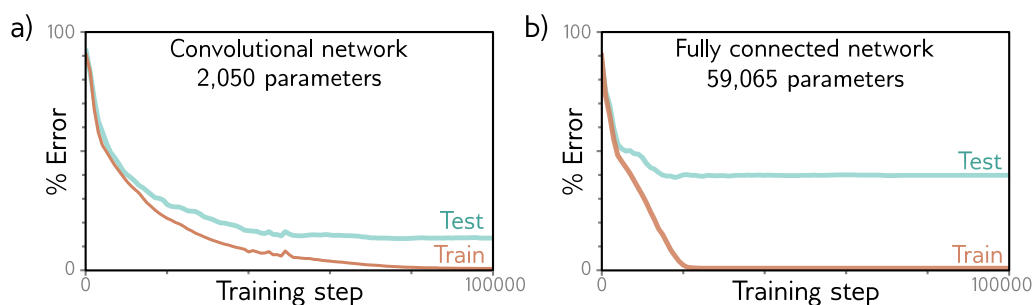 a)
100
Convolutional network
2,050 parameters
% Error
Test
Train
0
0
Training step
100000
b)
100
Fully connected network
59,065 parameters
% Error
Test
Train
0
0
Training step
100000